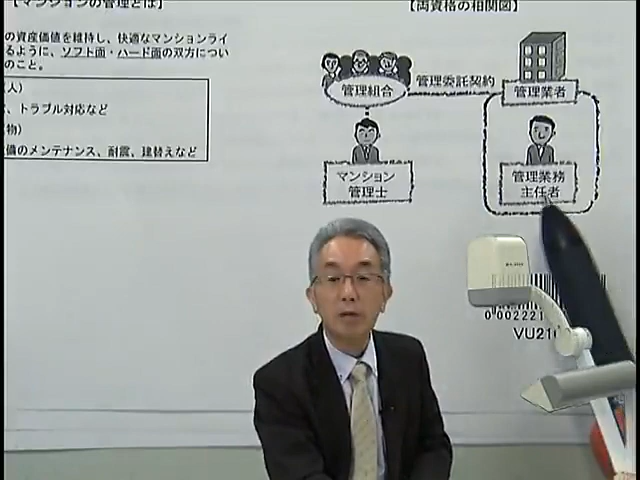 【マンションの管理とは】
の資産価値を維持し、快適なマンションライ
るように、ソフト面・ハード面の双方につい
のこと。
人）
、トラブル対応など
物）
備のメンテナンス、耐震、建替えなど
【両資格の相関図】
管理組合
管理委託契約
管理業者
マンション
管理士
管理業務
主任者
000221
VU21